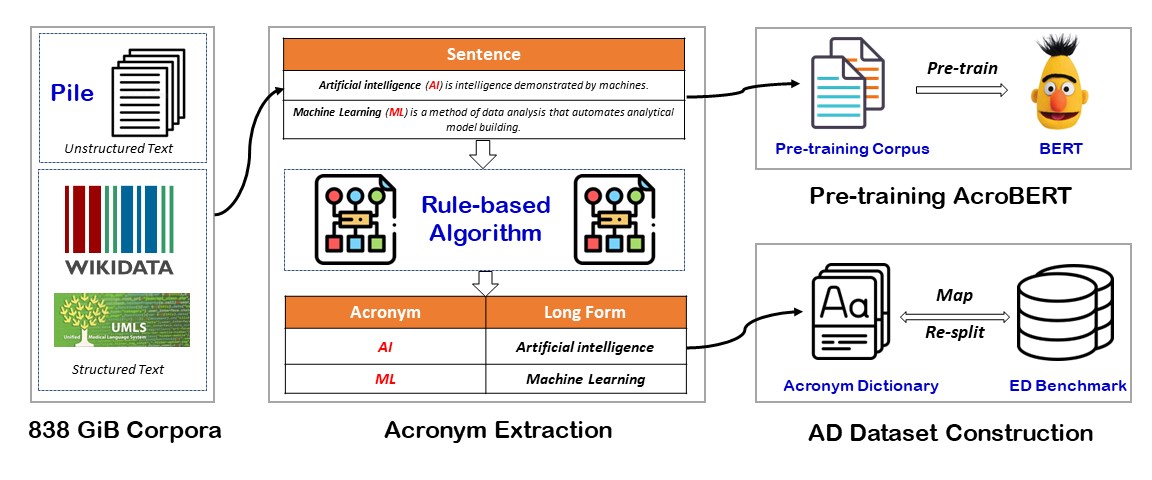 Pile
Unstructured Text
WIKIDATA
UMLS
Unified Medical Language System
Structured Text
838 GiB Corpora
Sentence
Artificial intelligence (AI) is intelligence demonstrated by machines.
Machine Learning (ML) is a method of data analysis that automates analytical
model building.
Rule-based
Algorithm
Acronym Long Form
AI Artificial intelligence
ML Machine Learning
Acronym Extraction
Pre-train
Pre-training Corpus
BERT
Pre-training AcroBERT
Aa
Map
Re-split
Acronym Dictionary
ED Benchmark
AD Dataset Construction